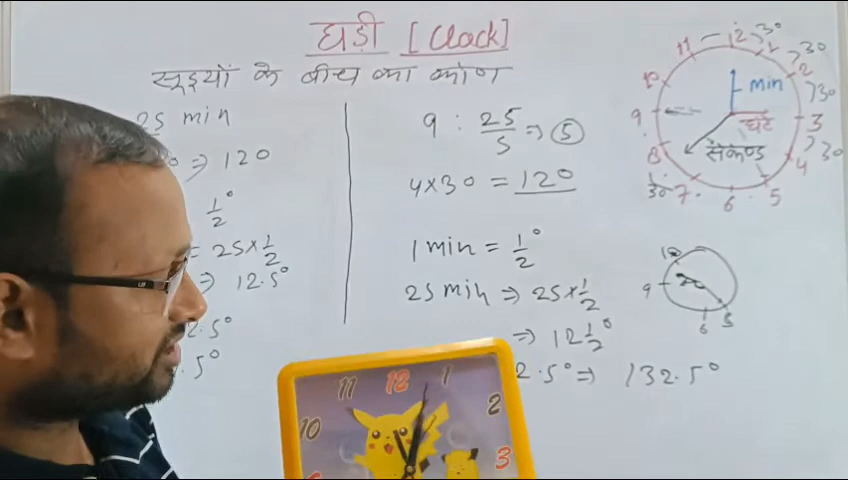 घड़ी [Clock]
सूइयों के बीच का कोण
25 min
⇒ 120
1/2°
= 25×1/2
⇒ 12.5°
2.5°
.5°
9 : 25/5 ⇒ 5
4×30 = 120
1 min = 1/2°
25 min ⇒ 25×1/2
⇒ 12 1/2°
2.5° ⇒ 132.5°
12 30°
11 1 30
10 2 30
Min
9 घंटे 3
8 सेकण्ड 4 30
30 7 6 5
10
9
6 5
11 12 1
10 2
3